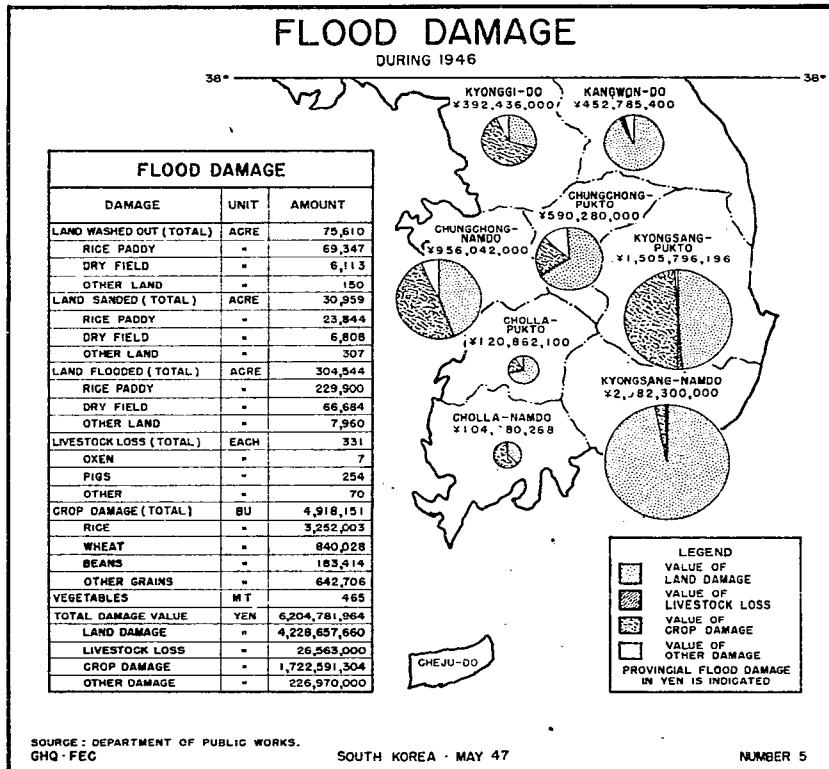 FLOOD DAMAGE
DURING 1946
38° 38°
KYONGGI-DO
¥392,436,000
KANGWON-DO
¥452,785,400
CHUNGCHONG-
PUKTO
¥590,280,000
CHUNGCHONG-
NAMDO
¥956,042,000
KYONGSANG-
PUKTO
¥1,505,796,196
CHOLLA-
PUKTO
¥120,862,100
KYONGSANG-NAMDO
¥2,082,300,000
CHOLLA-NAMDO
¥104,280,268
CHEJU-DO
FLOOD DAMAGE
DAMAGE UNIT AMOUNT
LAND WASHED OUT (TOTAL) ACRE 75,610
RICE PADDY " 69,347
DRY FIELD " 6,113
OTHER LAND " 150
LAND SANDED (TOTAL) ACRE 30,959
RICE PADDY " 23,844
DRY FIELD " 6,808
OTHER LAND " 307
LAND FLOODED (TOTAL) ACRE 304,544
RICE PADDY " 229,900
DRY FIELD " 66,684
OTHER LAND " 7,960
LIVESTOCK LOSS (TOTAL) EACH 331
OXEN " 7
PIGS " 254
OTHER " 70
CROP DAMAGE (TOTAL) BU 4,918,151
RICE " 3,252,003
WHEAT " 840,028
BEANS " 183,414
OTHER GRAINS " 642,706
VEGETABLES MT 465
TOTAL DAMAGE VALUE YEN 6,204,781,964
LAND DAMAGE " 4,228,657,660
LIVESTOCK LOSS " 26,563,000
CROP DAMAGE " 1,722,591,304
OTHER DAMAGE " 226,970,000
LEGEND
VALUE OF
LAND DAMAGE
VALUE OF
LIVESTOCK LOSS
VALUE OF
CROP DAMAGE
VALUE OF
OTHER DAMAGE
PROVINCIAL FLOOD DAMAGE
IN YEN IS INDICATED
SOURCE: DEPARTMENT OF PUBLIC WORKS.
GHQ-FEC SOUTH KOREA - MAY 47 NUMBER 5